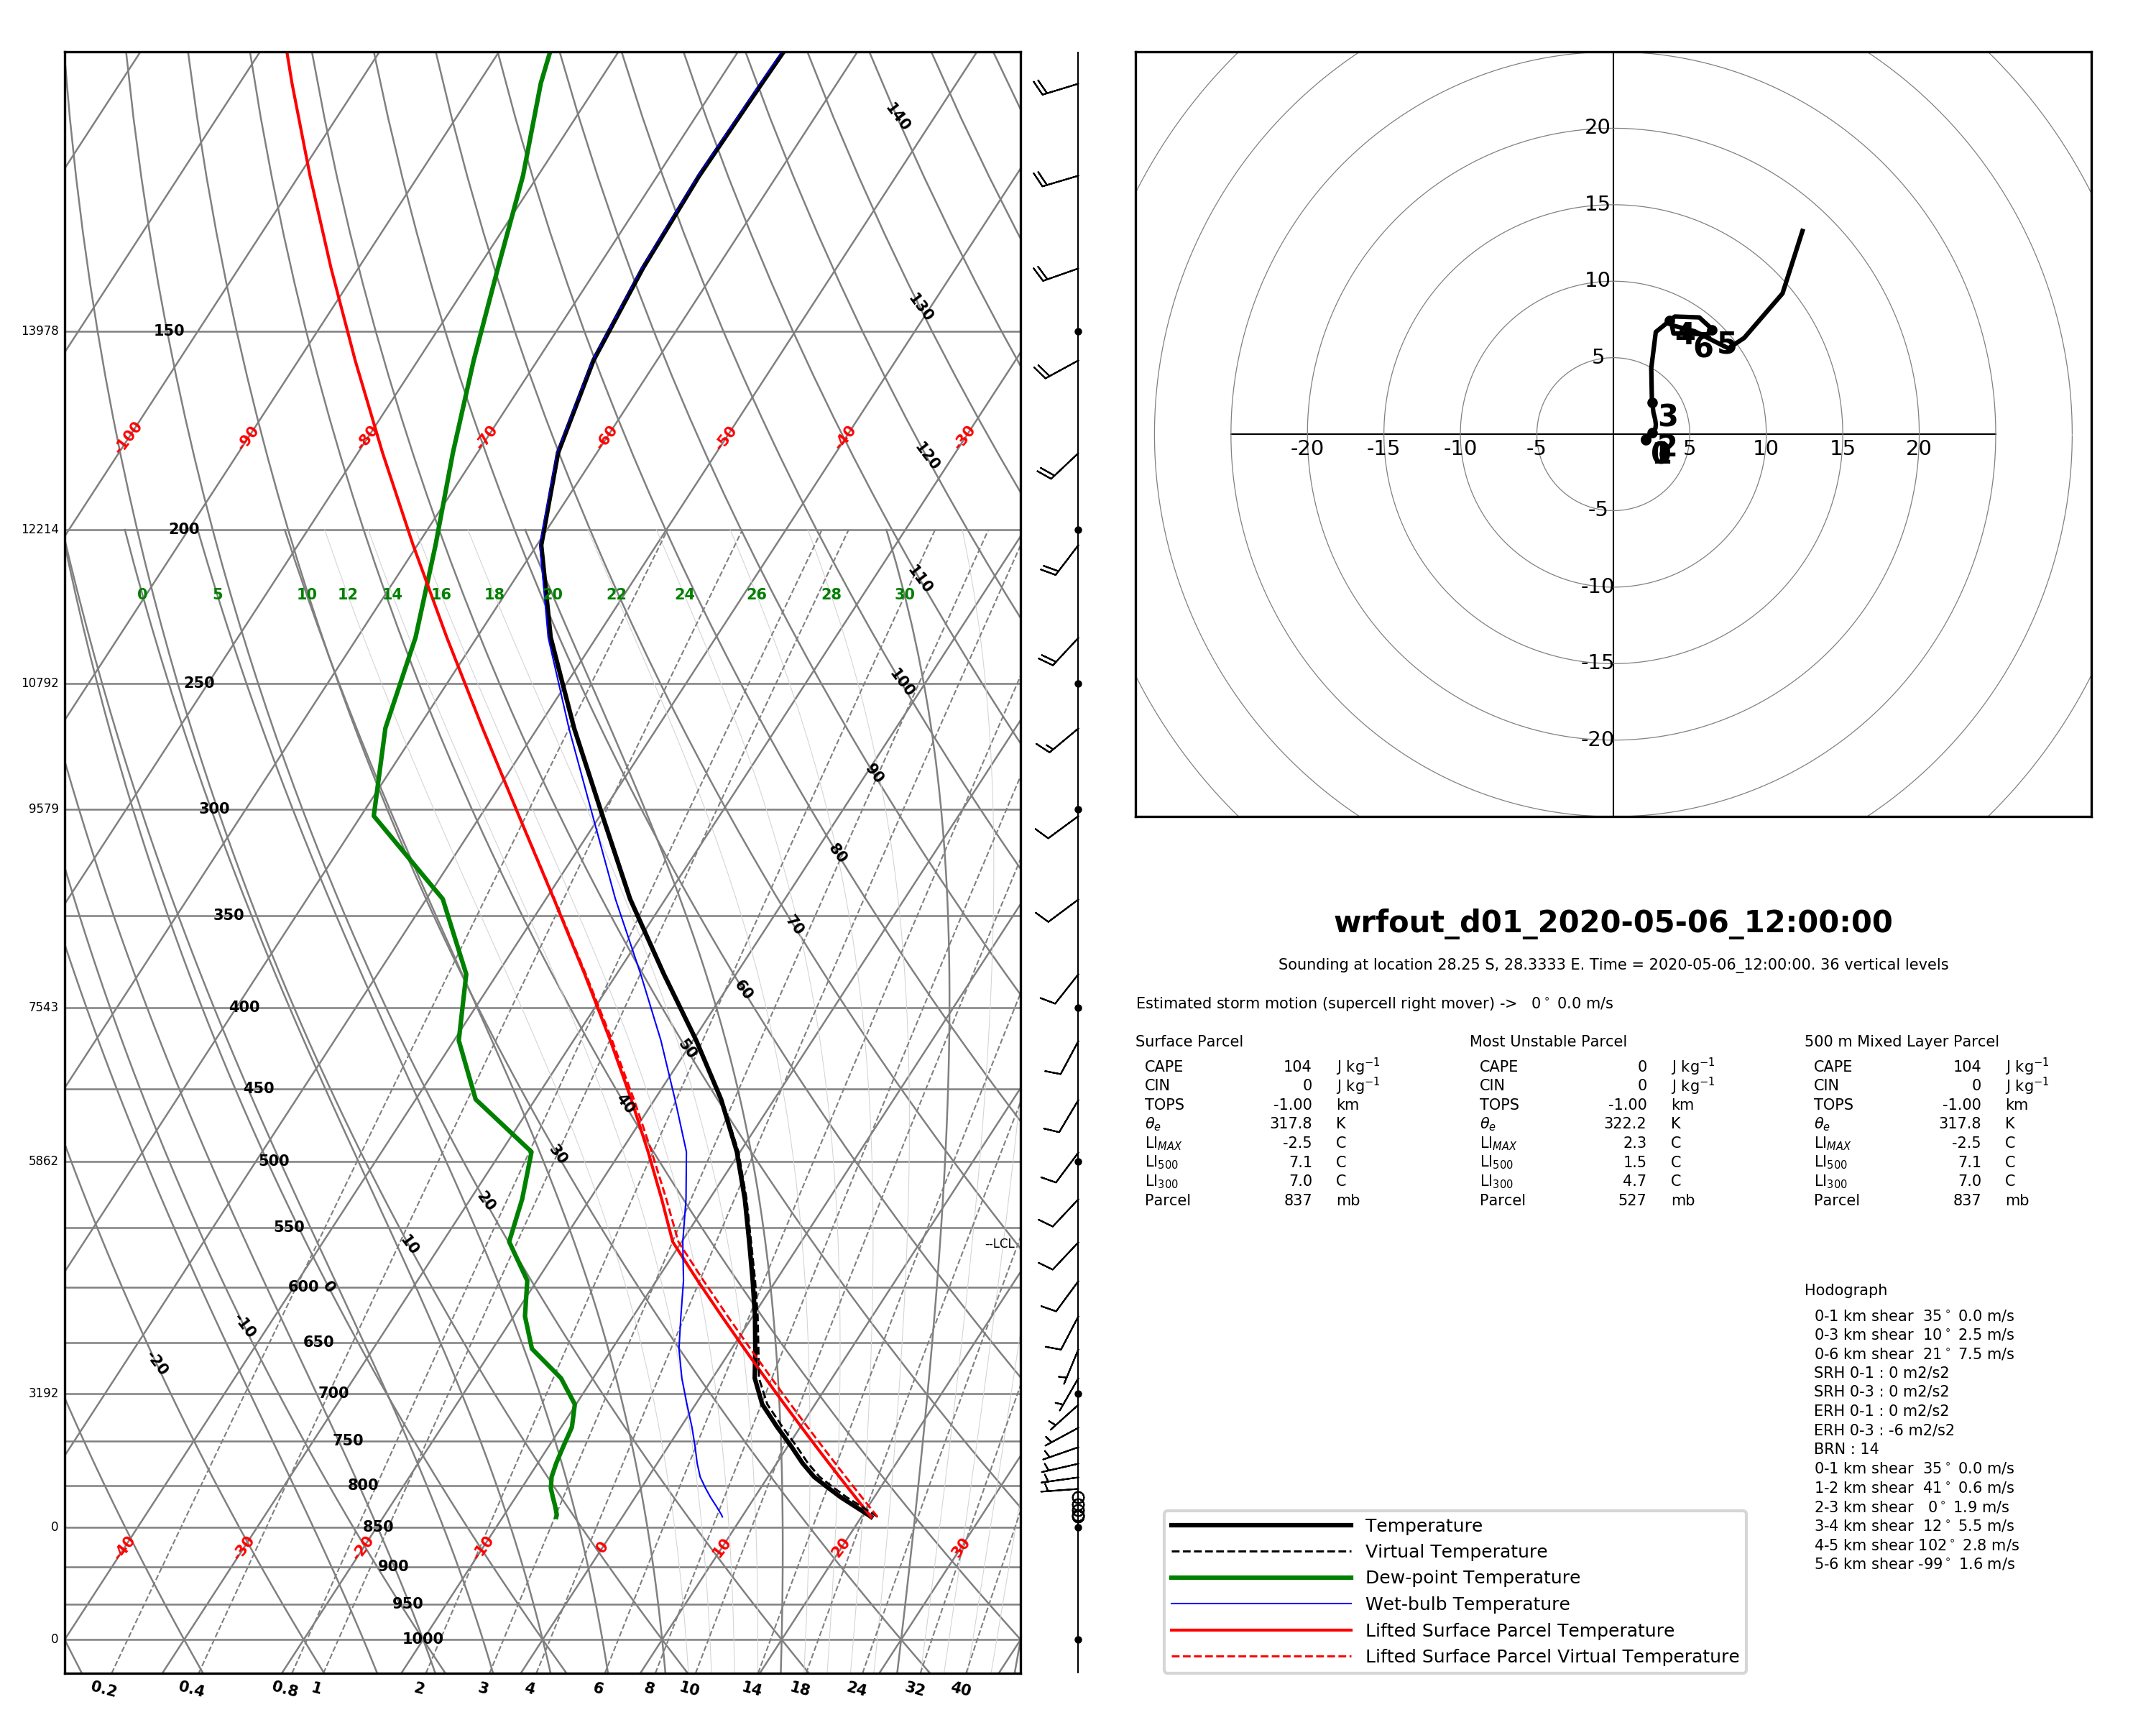 140
20
15
130
13978 150
10
-100 -90 -80 -70 -60 -50 -40 -30
5
120
3
4 6 5
2
-20 -15 -10 -5 5 10 15 20
12214 200
-5
0 5 10 12 14 16 18 20 22 24 26 28 30
110
-10
10792 250
100
-15
-20
90
9579 300
80
350
70
wrfout_d01_2020-05-06_12:00:00
Sounding at location 28.25 S, 28.3333 E. Time = 2020-05-06_12:00:00. 36 vertical levels
60
7543 400
Estimated storm motion (supercell right mover) -> 0° 0.0 m/s
50
Surface Parcel Most Unstable Parcel 500 m Mixed Layer Parcel
CAPE 104 J kg⁻¹ CAPE 0 J kg⁻¹ CAPE 104 J kg⁻¹
CIN 0 J kg⁻¹ CIN 0 J kg⁻¹ CIN 0 J kg⁻¹
TOPS -1.00 km TOPS -1.00 km TOPS -1.00 km
θe 317.8 K θe 322.2 K θe 317.8 K
LIMAX -2.5 C LIMAX 2.3 C LIMAX -2.5 C
LI500 7.1 C LI500 1.5 C LI500 7.1 C
LI300 7.0 C LI300 4.7 C LI300 7.0 C
Parcel 837 mb Parcel 527 mb Parcel 837 mb
450
40
30
5862 500
20
550
10
--LCL
600 0
-10
650
-20
3192 700
750
800
0 850
-40 -30 -20 -10 0 10 20 30
900
950
0 1000
0.2 0.4 0.8 1 2 3 4 6 8 10 14 18 24 32 40
Hodograph
0-1 km shear 35° 0.0 m/s
0-3 km shear 10° 2.5 m/s
0-6 km shear 21° 7.5 m/s
SRH 0-1 : 0 m2/s2
SRH 0-3 : 0 m2/s2
ERH 0-1 : 0 m2/s2
ERH 0-3 : -6 m2/s2
BRN : 14
0-1 km shear 35° 0.0 m/s
1-2 km shear 41° 0.6 m/s
2-3 km shear 0° 1.9 m/s
3-4 km shear 12° 5.5 m/s
4-5 km shear 102° 2.8 m/s
5-6 km shear -99° 1.6 m/s
Temperature
Virtual Temperature
Dew-point Temperature
Wet-bulb Temperature
Lifted Surface Parcel Temperature
Lifted Surface Parcel Virtual Temperature